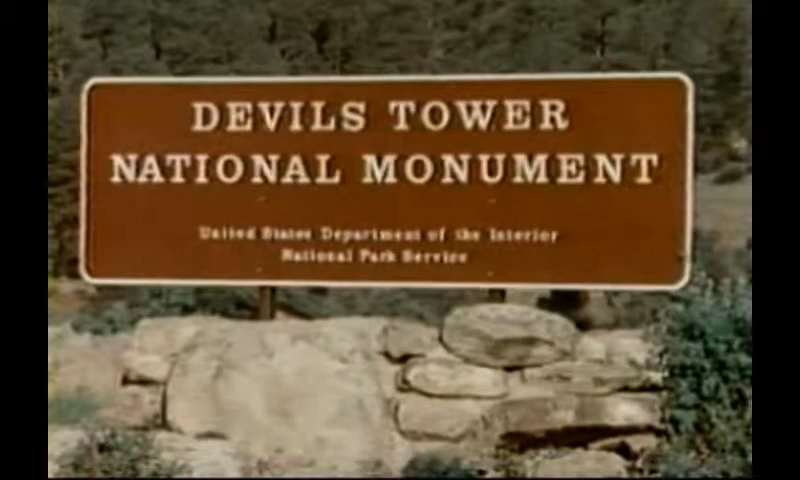 DEVILS TOWER
NATIONAL MONUMENT
United States Department of the Interior
National Park Service